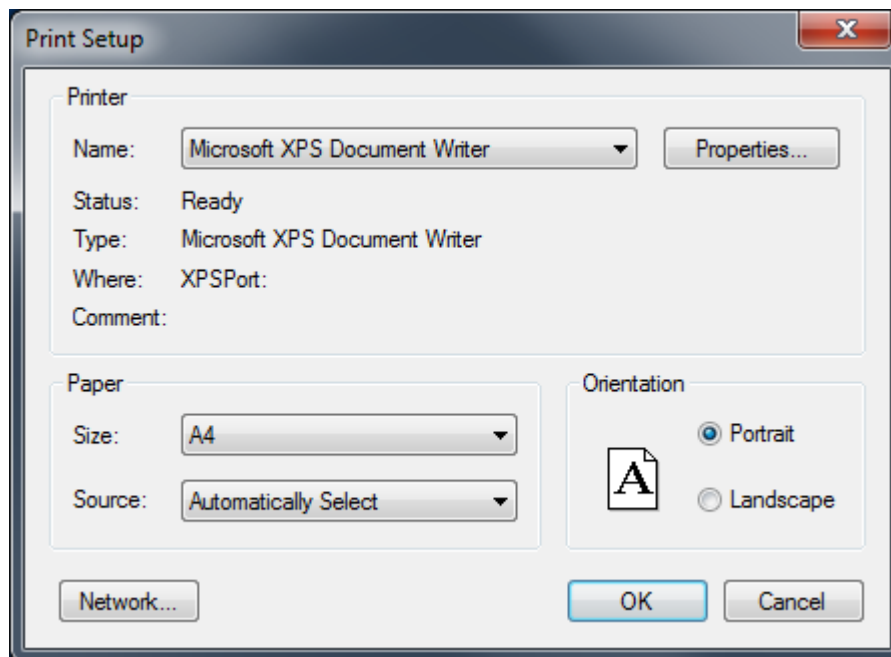 Print Setup
Printer
Name: Microsoft XPS Document Writer Properties...
Status: Ready
Type: Microsoft XPS Document Writer
Where: XPSPort:
Comment:
Paper
Size: A4
Source: Automatically Select
Orientation
A
Portrait
Landscape
Network... OK Cancel